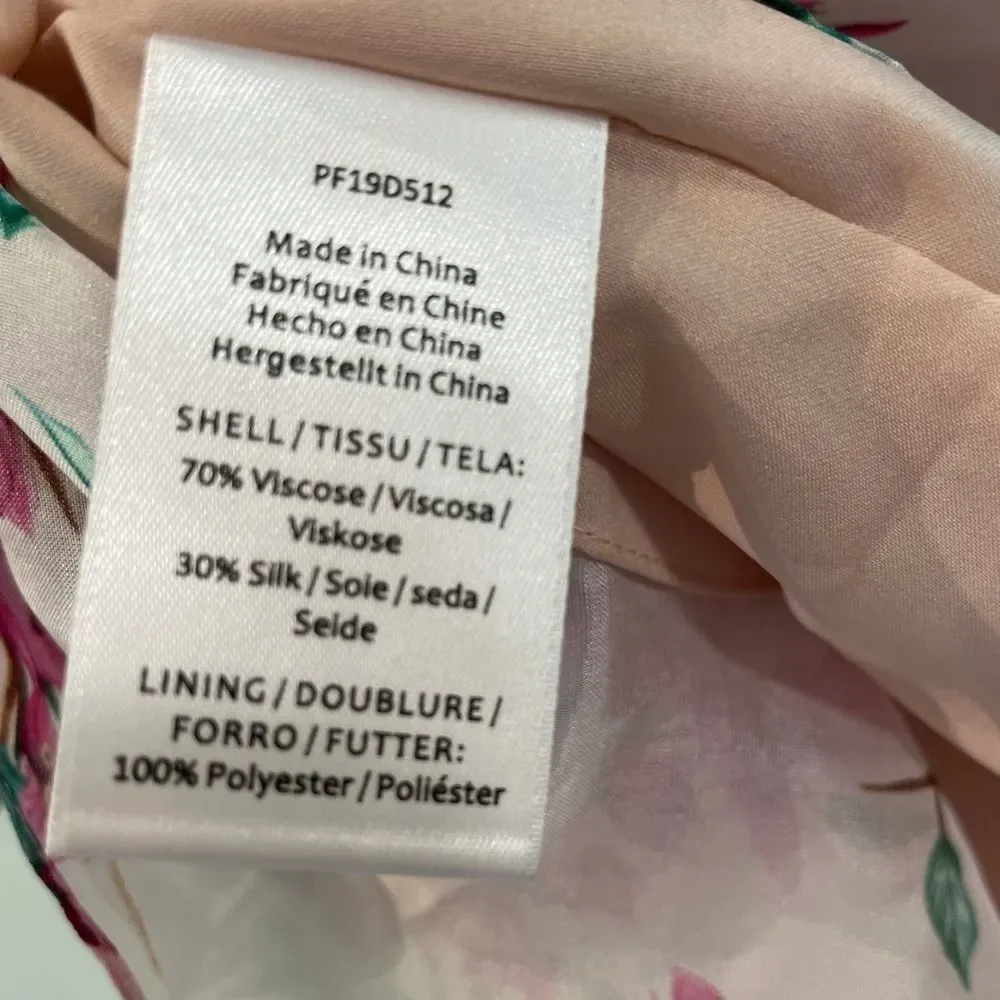 PF19D512
Made in China
Fabriqué en Chine
Hecho en China
Hergestellt in China
SHELL / TISSU / TELA:
70% Viscose / Viscosa /
Viskose
30% Silk / Soie / seda /
Seide
LINING / DOUBLURE /
FORRO / FUTTER:
100% Polyester / Poliéster